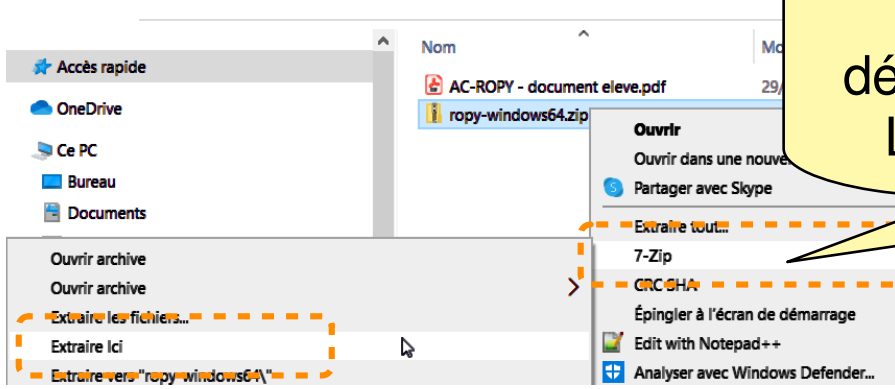 Nom
Accès rapide
AC-ROPY - document eleve.pdf
29/
OneDrive
ropy-windows64.zip
Ce PC
Bureau
Documents
Ouvrir
Ouvrir dans une
Partager avec Skype
Extraire tout...
7-Zip
CRC SHA
Épingler à l'écran de démarrage
Edit with Notepad++
Analyser avec Windows Defender...
Ouvrir archive
Ouvrir archive
Extraire les fichiers...
Extraire Ici
Extraire vers "ropy-windows64\"